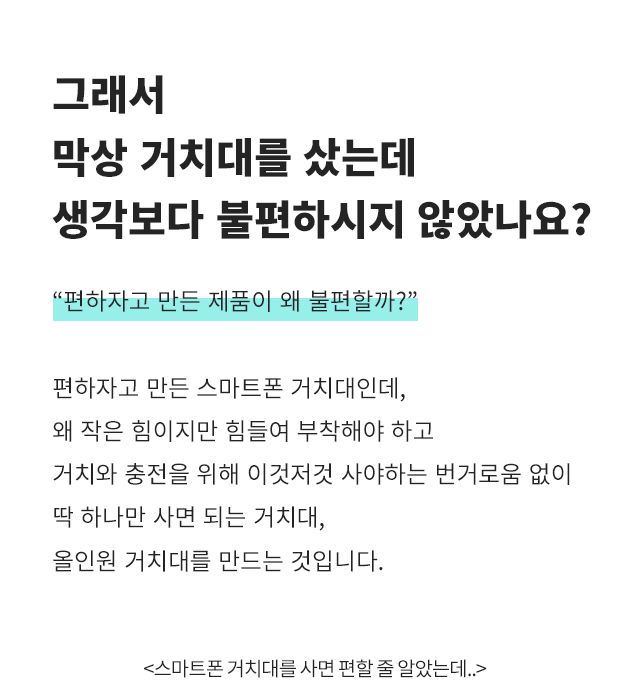 그래서
막상 거치대를 샀는데
생각보다 불편하시지 않았나요?
“편하자고 만든 제품이 왜 불편할까?”
편하자고 만든 스마트폰 거치대인데,
왜 작은 힘이지만 힘들여 부착해야 하고
거치와 충전을 위해 이것저것 사야하는 번거로움 없이
딱 하나만 사면 되는 거치대,
올인원 거치대를 만드는 것입니다.
<스마트폰 거치대를 사면 편할 줄 알았는데..>